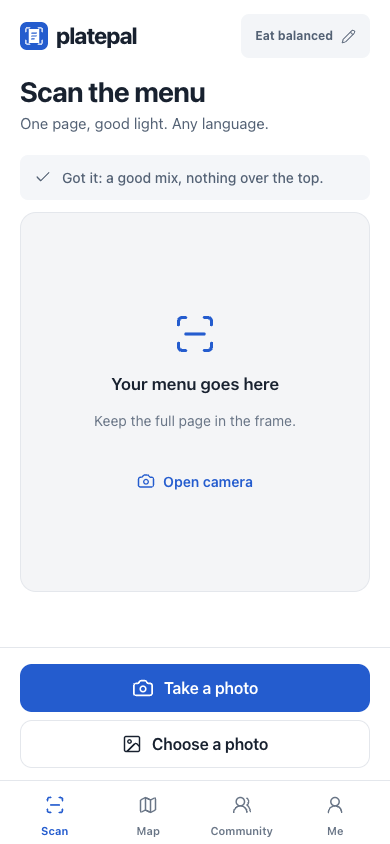 platepal
Eat balanced
Scan the menu
One page, good light. Any language.
Got it: a good mix, nothing over the top.
Your menu goes here
Keep the full page in the frame.
Open camera
Take a photo
Choose a photo
Scan
Map
Community
Me